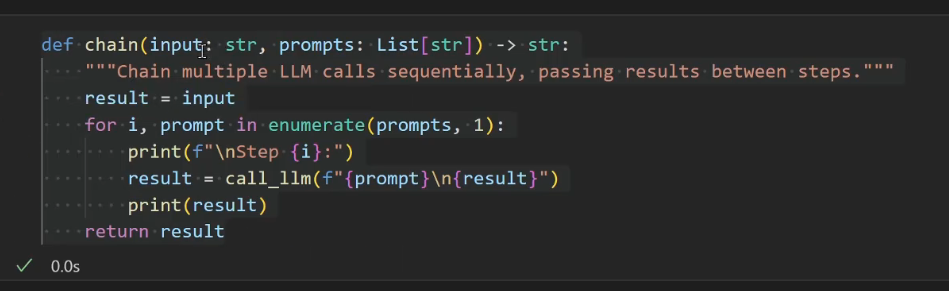 def chain(input: str, prompts: List[str]) -> str:
    """Chain multiple LLM calls sequentially, passing results between steps."""
    result = input
    for i, prompt in enumerate(prompts, 1):
        print(f"\nStep {i}:")
        result = call_llm(f"{prompt}\n{result}")
        print(result)
    return result
0.0s